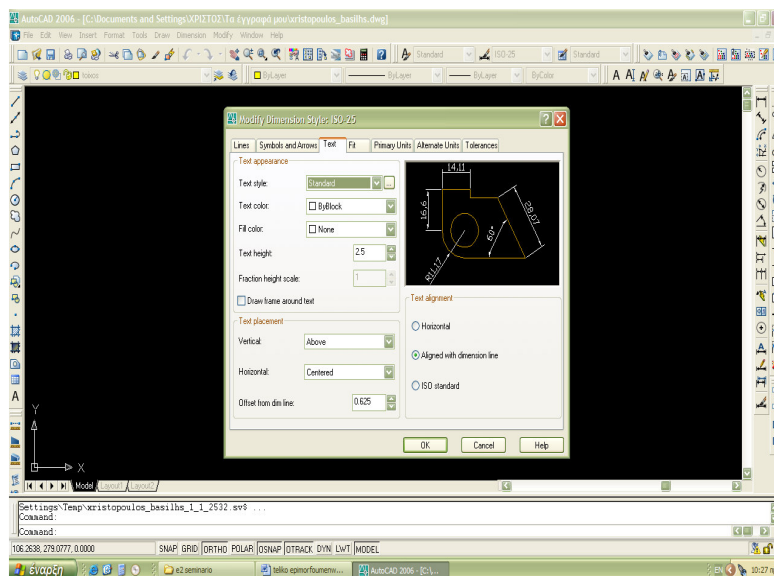 AutoCAD 2006 - [C:\Documents and Settings\ΧΡΙΣΤΟΣ\Τα έγγραφά μου\xristopoulos_basilhs.dwg]
File Edit View Insert Format Tools Draw Dimension Modify Window Help
Standard ISO-25 Standard
toixos ByLayer ByLayer ByLayer ByColor
Modify Dimension Style: ISO-25
Lines Symbols and Arrows Text Fit Primary Units Alternate Units Tolerances
Text appearance
Text style: Standard ...
Text color: ByBlock
Fill color: None
Text height: 2.5
Fraction height scale: 1
Draw frame around text
14,11
16,6
28,07
60°
R11,17
Text placement
Vertical: Above
Horizontal: Centered
Offset from dim line: 0.625
Text alignment
Horizontal
Aligned with dimension line
ISO standard
OK Cancel Help
Y
X
Model Layout1 Layout2
Settings\Temp\xristopoulos_basilhs_1_1_2532.sv$ ...
Command:
Command:
106.2638, 279.0777, 0.0000 SNAP GRID ORTHO POLAR OSNAP OTRACK DYN LWT MODEL
έναρξη e2 seminario teliko epimorfoumenw... AutoCAD 2006 - [C:\... EN 10:27